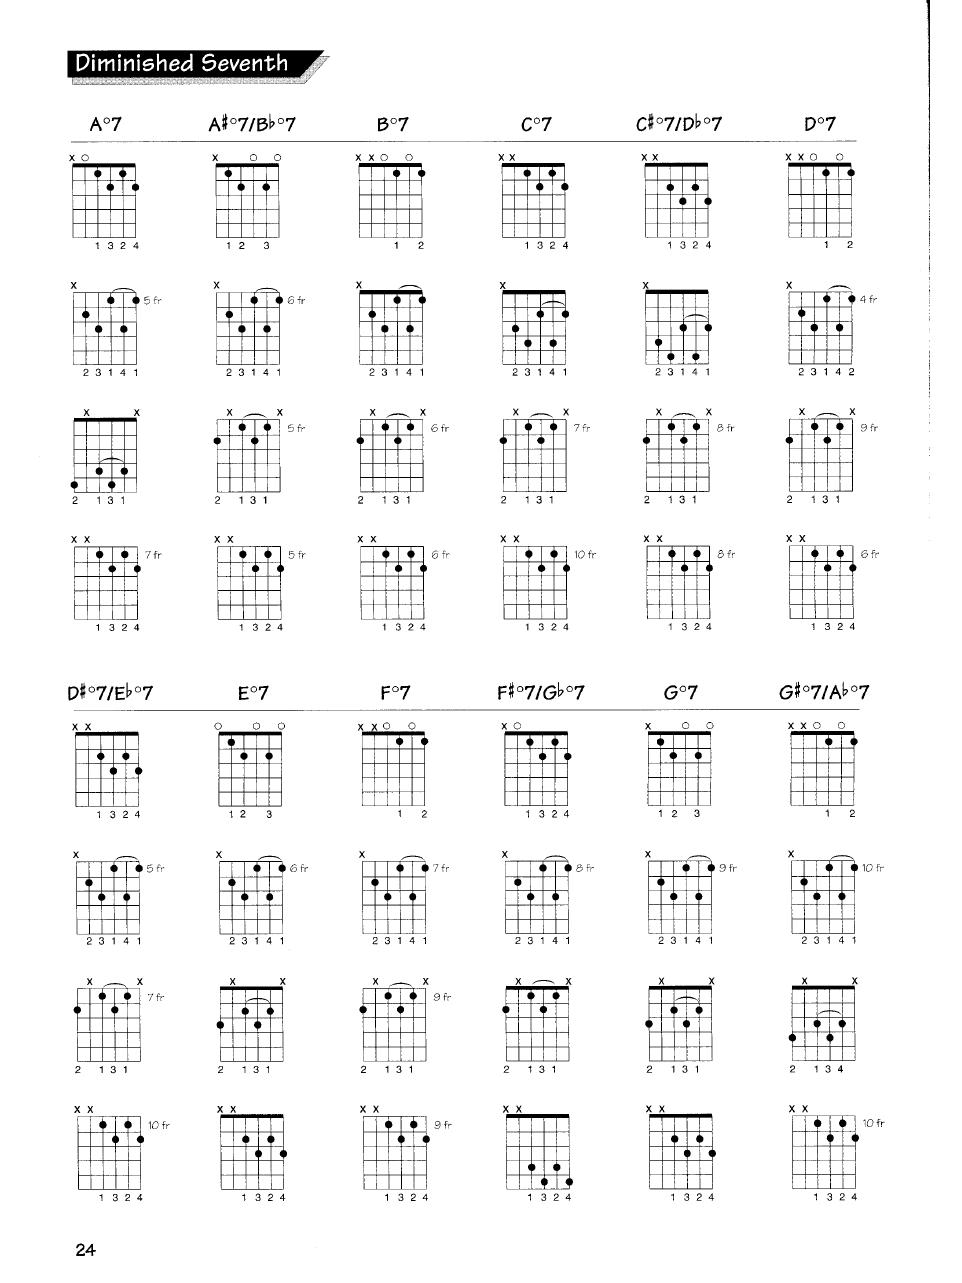 Diminished Seventh
A°7 A♯°7/B♭°7 B°7 C°7 C♯°7/D♭°7 D°7
x o x o o x x o o x x x x x x o o
1 3 2 4 1 2 3 1 2 1 3 2 4 1 3 2 4 1 2
x x x x x x
5 fr 6 fr 4 fr
2 3 1 4 1 2 3 1 4 1 2 3 1 4 1 2 3 1 4 1 2 3 1 4 1 2 3 1 4 2
x x x x x x x x x x x x
5 fr 6 fr 7 fr 8 fr 9 fr
2 1 3 1 2 1 3 1 2 1 3 1 2 1 3 1 2 1 3 1 2 1 3 1
x x x x x x x x x x x x
7 fr 5 fr 6 fr 10 fr 8 fr 6 fr
1 3 2 4 1 3 2 4 1 3 2 4 1 3 2 4 1 3 2 4 1 3 2 4
D♯°7/E♭°7 E°7 F°7 F♯°7/G♭°7 G°7 G♯°7/A♭°7
x x o o o x x o o x o x o o x x o o
1 3 2 4 1 2 3 1 2 1 3 2 4 1 2 3 1 2
x x x x x x
5 fr 6 fr 7 fr 8 fr 9 fr 10 fr
2 3 1 4 1 2 3 1 4 1 2 3 1 4 1 2 3 1 4 1 2 3 1 4 1 2 3 1 4 1
x x x x x x x x x x x x
7 fr 9 fr
2 1 3 1 2 1 3 1 2 1 3 1 2 1 3 1 2 1 3 1 2 1 3 4
x x x x x x x x x x x x
10 fr 9 fr 10 fr
1 3 2 4 1 3 2 4 1 3 2 4 1 3 2 4 1 3 2 4 1 3 2 4
24